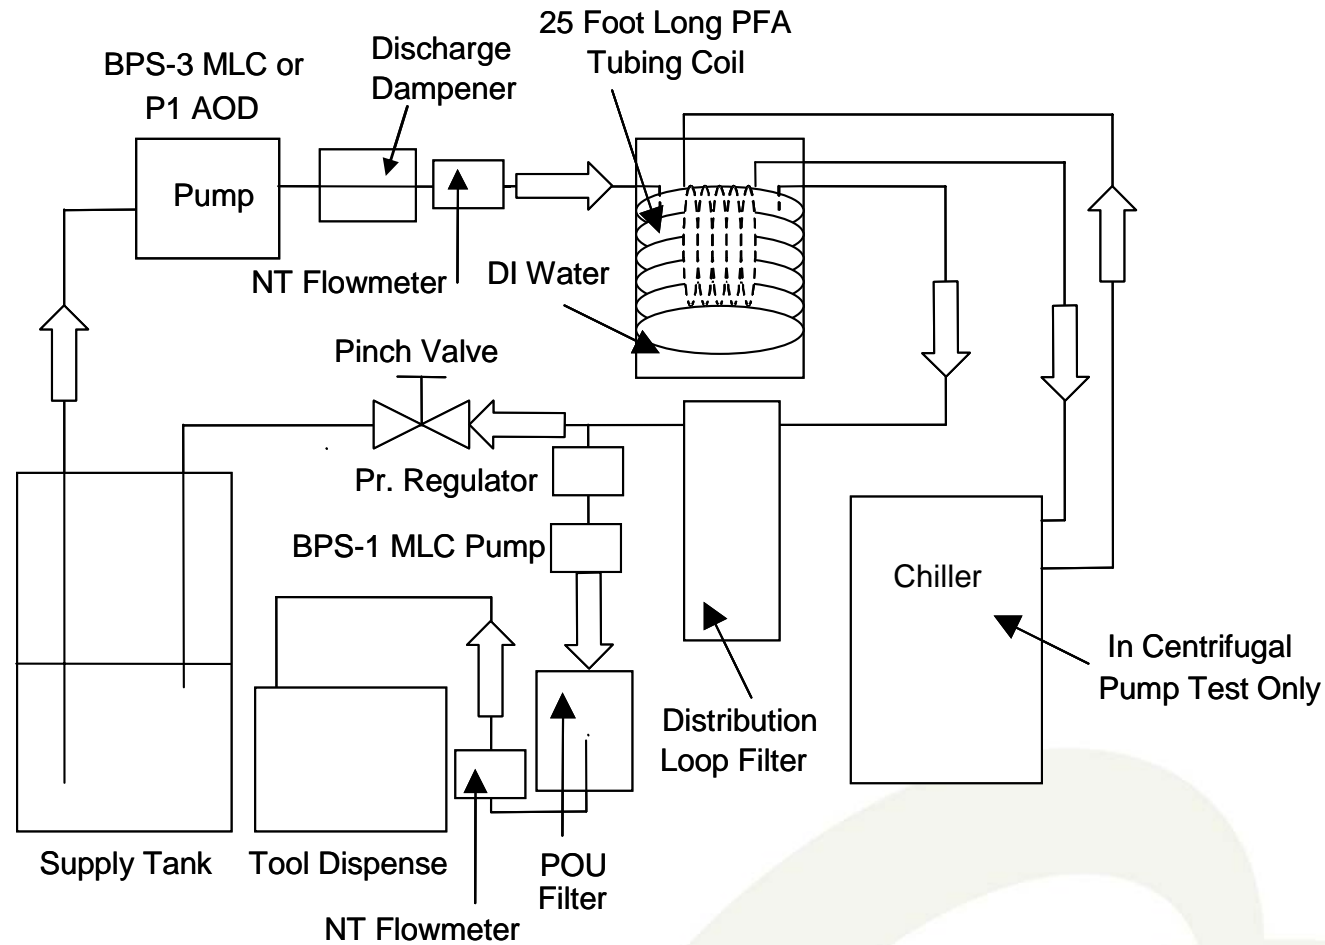 25 Foot Long PFA
Tubing Coil
Discharge
Dampener
BPS-3 MLC or
P1 AOD
Pump
NT Flowmeter
DI Water
Pinch Valve
Pr. Regulator
BPS-1 MLC Pump
Chiller
In Centrifugal
Pump Test Only
Distribution
Loop Filter
Supply Tank
Tool Dispense
POU
Filter
NT Flowmeter